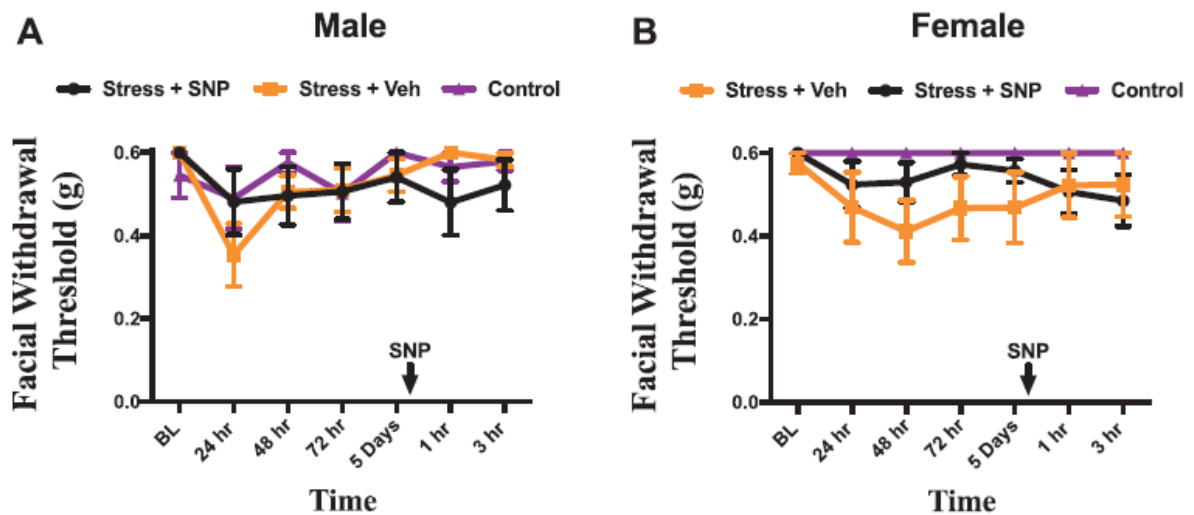 A
Male
Stress + SNP
Stress + Veh
Control
Facial Withdrawal
Threshold (g)
0.6
0.4
0.2
0.0
SNP
BL
24 hr
48 hr
72 hr
5 Days
1 hr
3 hr
Time
B
Female
Stress + Veh
Stress + SNP
Control
Facial Withdrawal
Threshold (g)
0.6
0.4
0.2
0.0
SNP
BL
24 hr
48 hr
72 hr
5 Days
1 hr
3 hr
Time